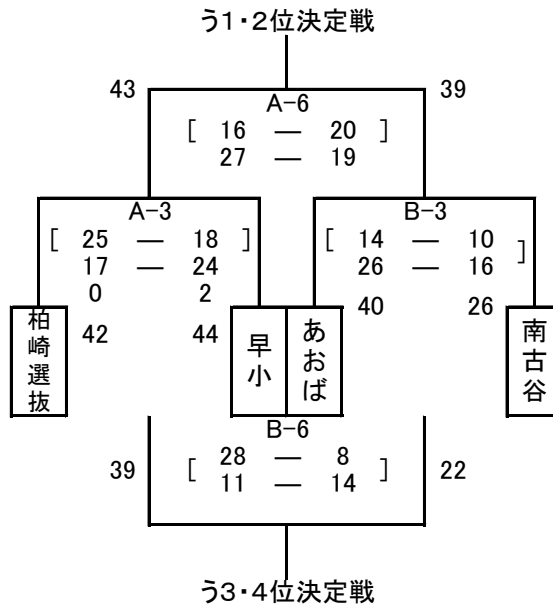 う1・2位決定戦
43 39
A-6
[ 16 ― 20 ]
27 ― 19
A-3 B-3
[ 25 ― 18 ] [ 14 ― 10 ]
17 ― 24 26 ― 16
0 2
42 44 40 26
柏崎選抜 早小 あおば 南古谷
B-6
39 [ 28 ― 8 ] 22
11 ― 14
う3・4位決定戦